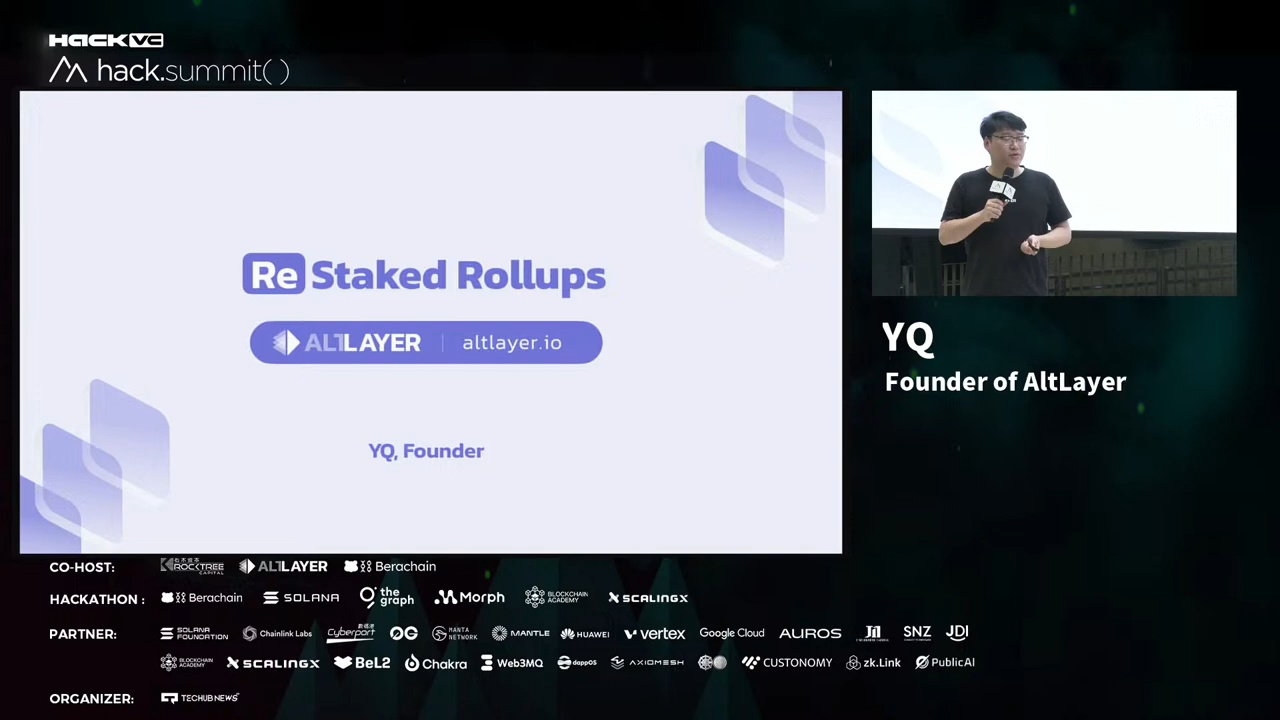 HACK VC
hack.summit()
Re Staked Rollups
ALTLAYER | altlayer.io
YQ, Founder
YQ
Founder of AltLayer
CO-HOST: ROCKTREE CAPITAL ALTLAYER Berachain
HACKATHON : Berachain SOLANA the graph Morph BLOCKCHAIN ACADEMY SCALINGX
PARTNER: SOLANA FOUNDATION Chainlink Labs Cyberport 0G MANTA NETWORK MANTLE HUAWEI vertex Google Cloud AUROS SNZ JDI
BLOCKCHAIN ACADEMY SCALINGX BeL2 Chakra Web3MQ dappOS AXIOMESH CUSTONOMY zk.Link PublicAI
ORGANIZER: TECHUB NEWS